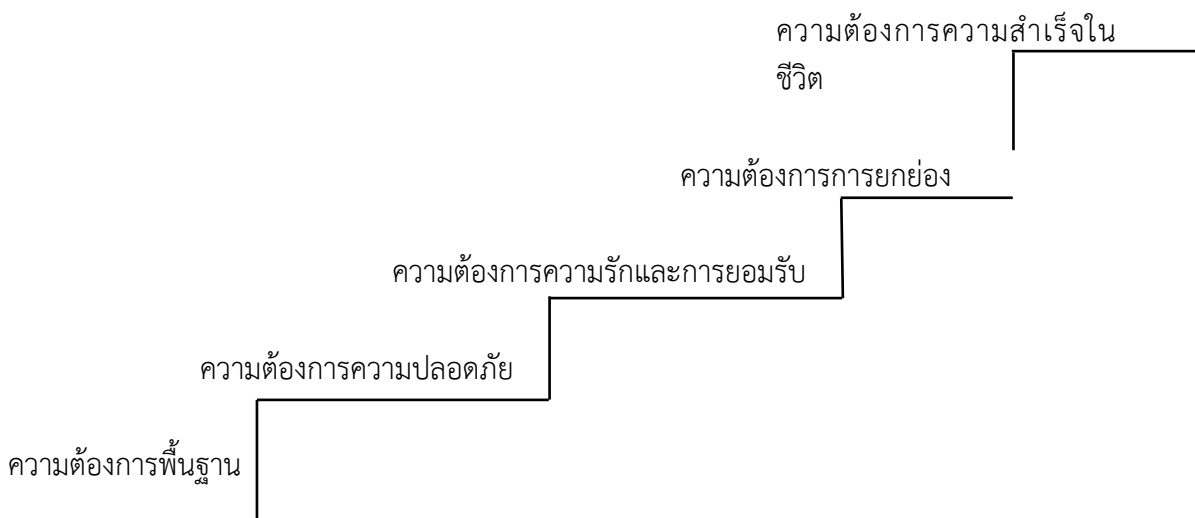 ความต้องการความสำเร็จใน
ชีวิต
ความต้องการการยกย่อง
ความต้องการความรักและการยอมรับ
ความต้องการความปลอดภัย
ความต้องการพื้นฐาน